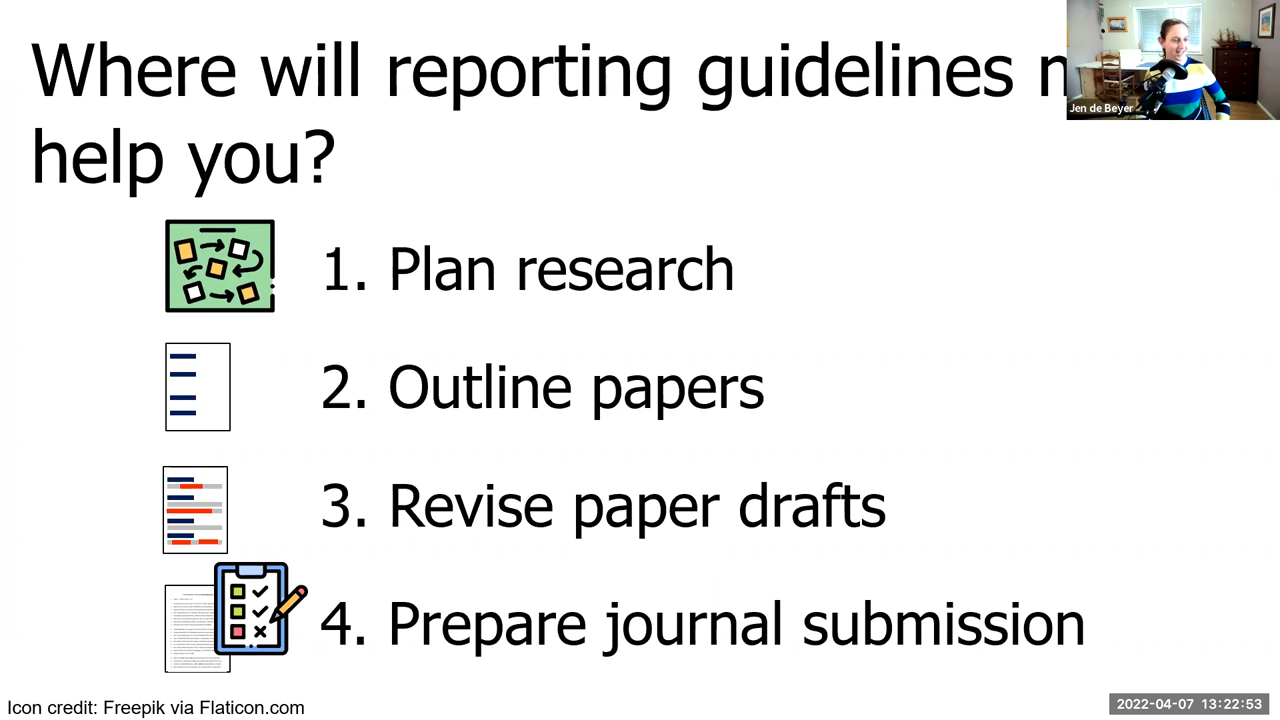 Where will reporting guidelines
help you?
Jen de Beyer
1. Plan research
2. Outline papers
3. Revise paper drafts
4. Prepare journal submission
Icon credit: Freepik via Flaticon.com
2022-04-07 13:22:53